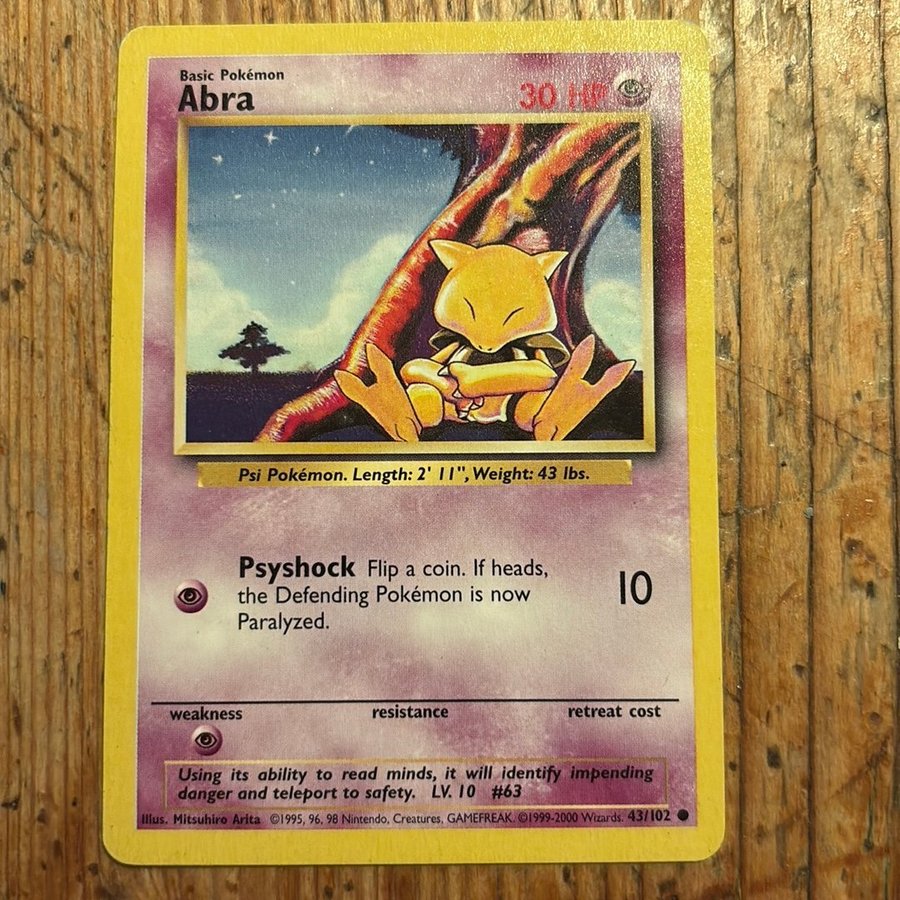 Basic Pokémon
Abra 30 HP
Psi Pokémon. Length: 2' 11", Weight: 43 lbs.
Psyshock Flip a coin. If heads,
the Defending Pokémon is now
Paralyzed.
10
weakness resistance retreat cost
Using its ability to read minds, it will identify impending
danger and teleport to safety. LV. 10 #63
Illus. Mitsuhiro Arita ©1995, 96, 98 Nintendo, Creatures, GAMEFREAK. ©1999-2000 Wizards. 43/102